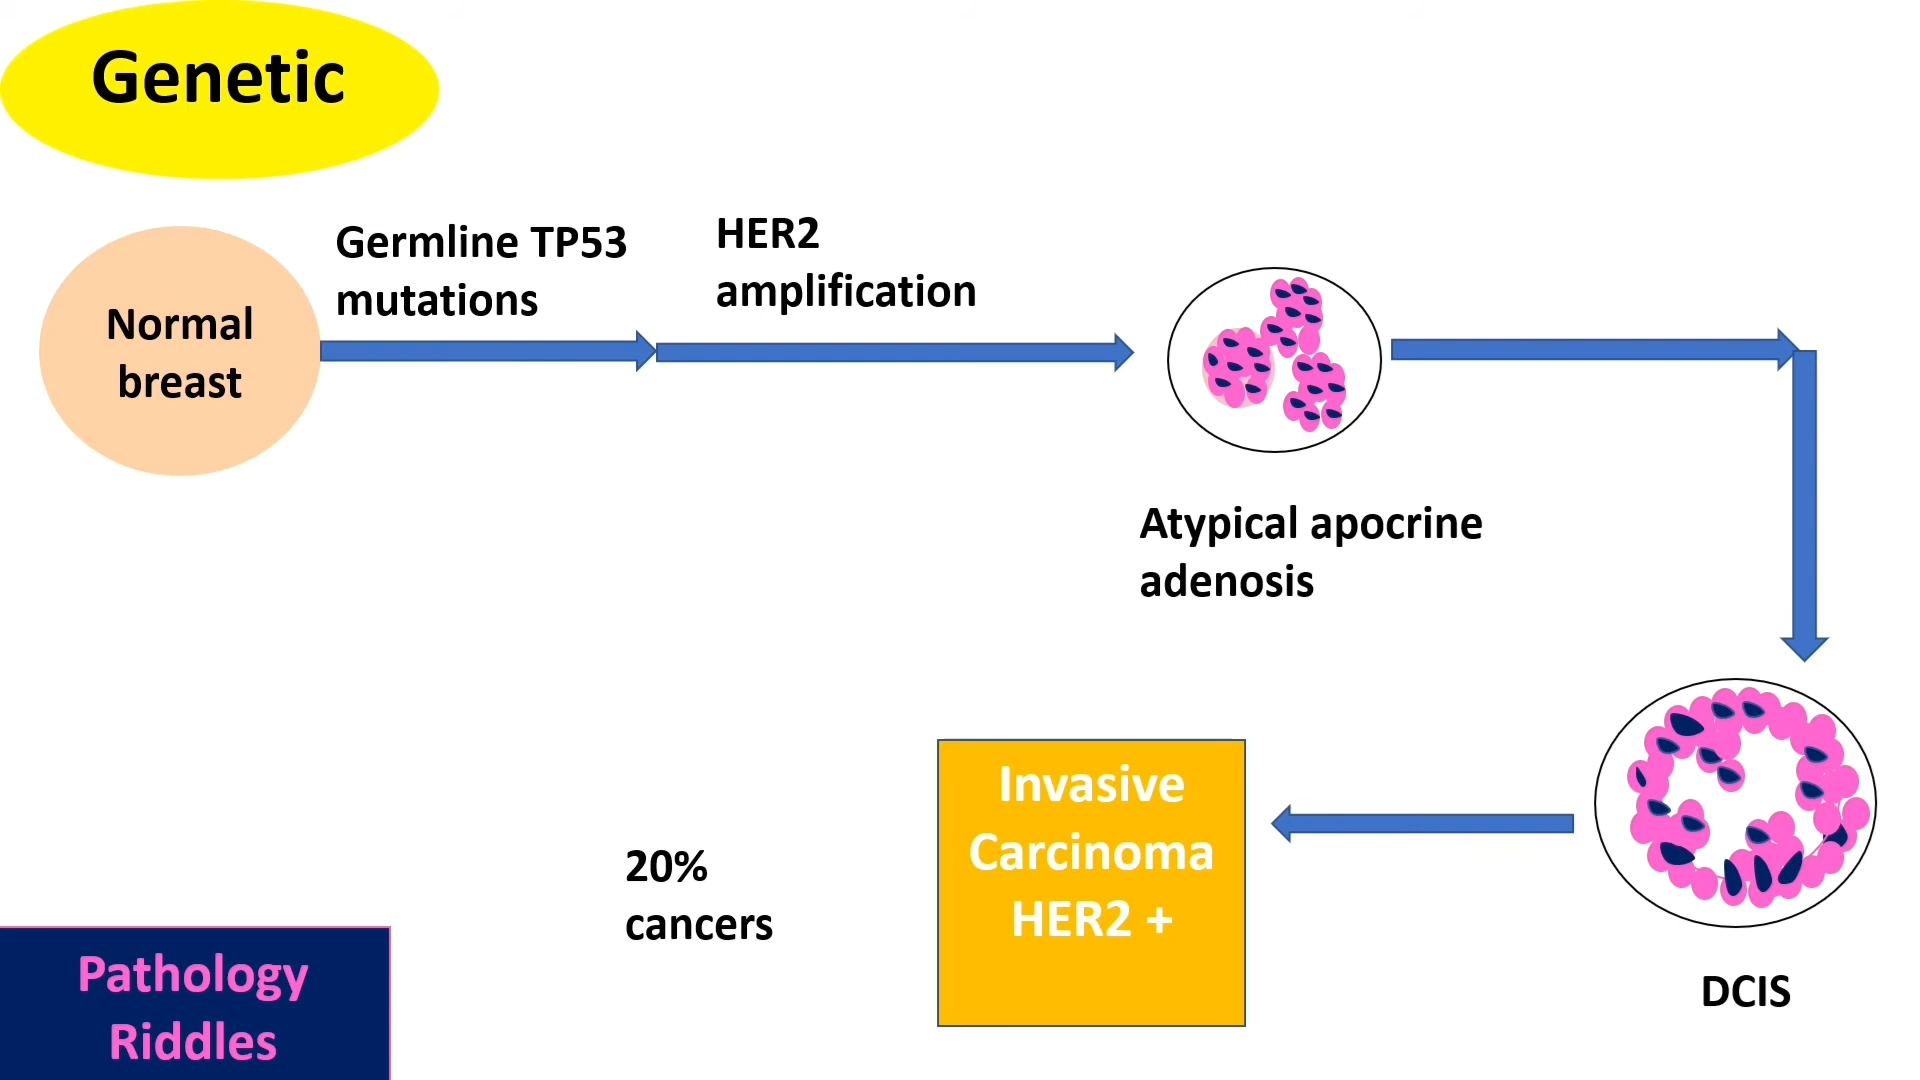 Genetic
Normal
breast
Germline TP53
mutations
HER2
amplification
Atypical apocrine
adenosis
DCIS
Invasive
Carcinoma
HER2 +
20%
cancers
Pathology
Riddles